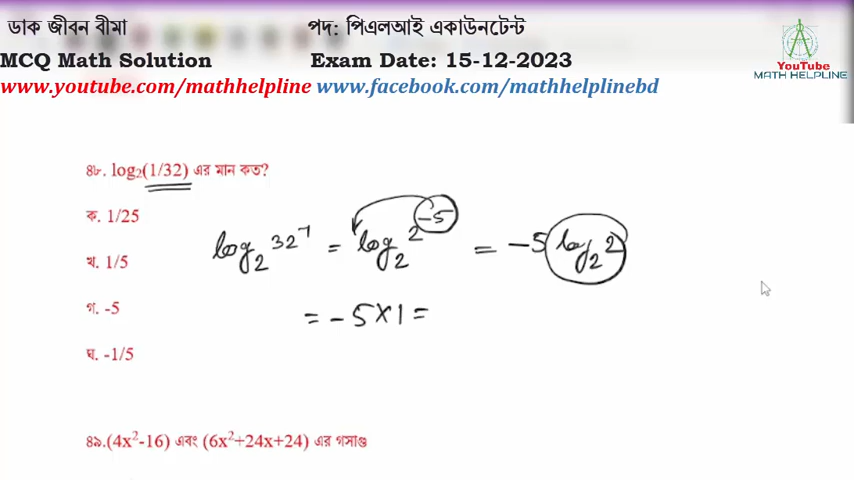 ডাক জীবন বীমা পদ: পিএলআই একাউনটেন্ট
MCQ Math Solution Exam Date: 15-12-2023
www.youtube.com/mathhelpline www.facebook.com/mathhelplinebd
YouTube
MATH HELPLINE
৪৮. log₂(1/32) এর মান কত?
ক. 1/25
log₂ 32⁻¹ = log₂ 2⁻⁵ = -5 log₂ 2
খ. 1/5
গ. -5
= -5×1 =
ঘ. -1/5
৪৯.(4x²-16) এবং (6x²+24x+24) এর গসাগু